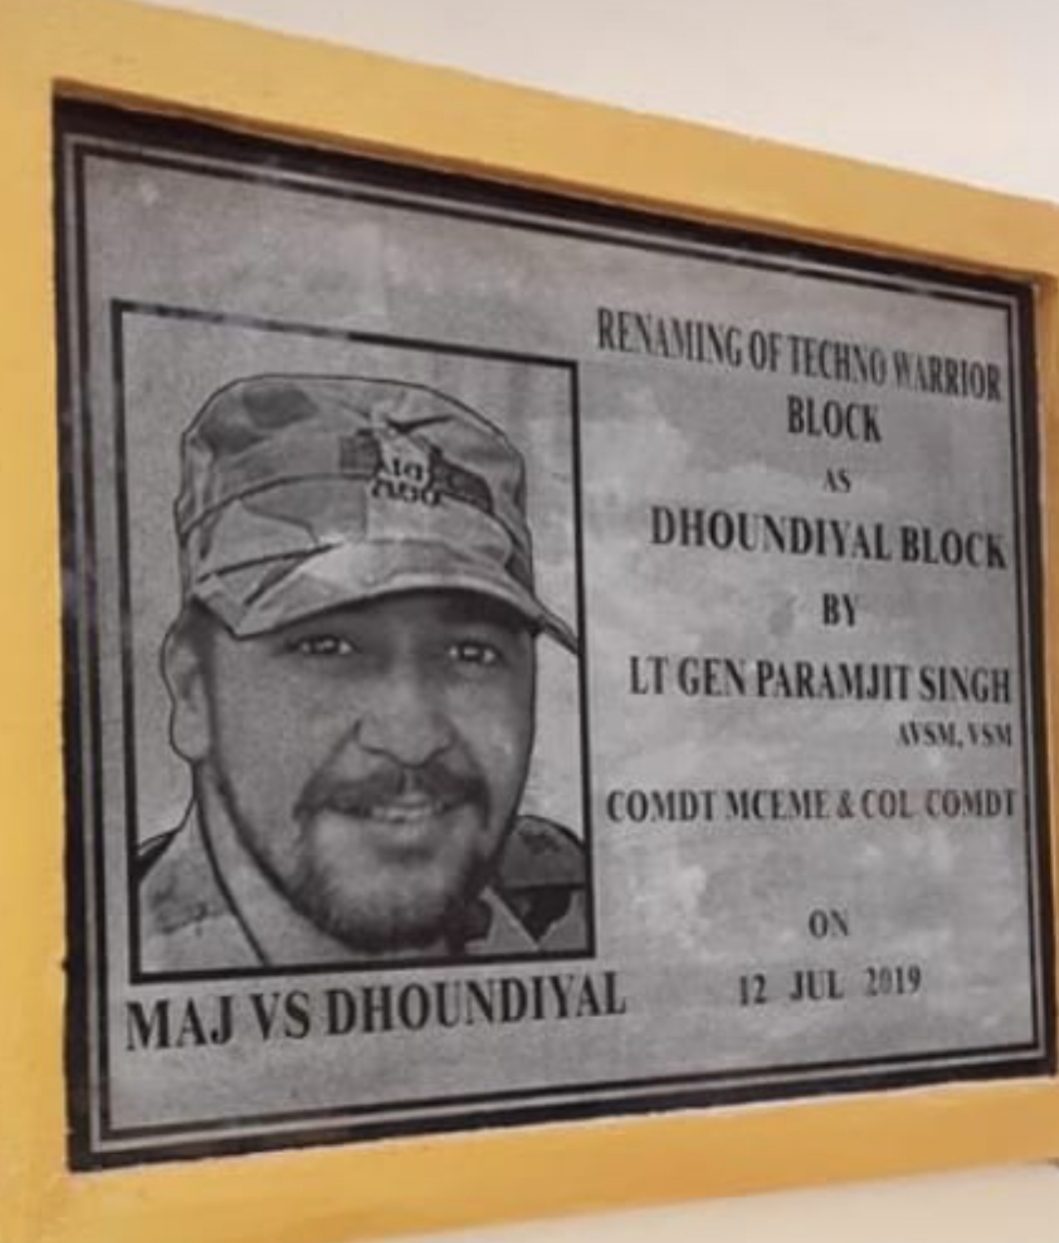 RENAMING OF TECHNO WARRIOR
BLOCK
AS
DHOUNDIYAL BLOCK
BY
LT GEN PARAMJIT SINGH
AVSM, VSM
COMDT MCEME & COL COMDT
ON
12 JUL 2019
MAJ VS DHOUNDIYAL